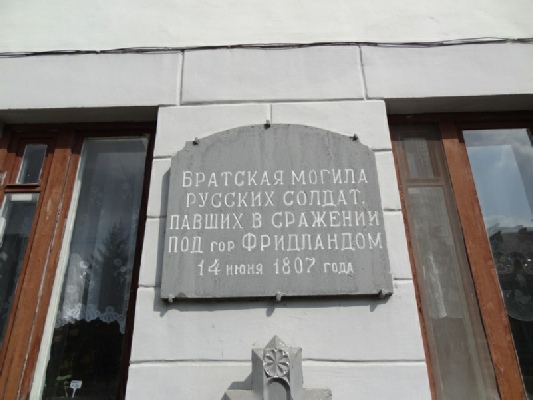 БРАТСКАЯ МОГИЛА
РУССКИХ СОЛДАТ,
ПАВШИХ В СРАЖЕНИИ
ПОД ГОР ФРИДЛАНДОМ
14 ИЮНЯ 1807 ГОДА